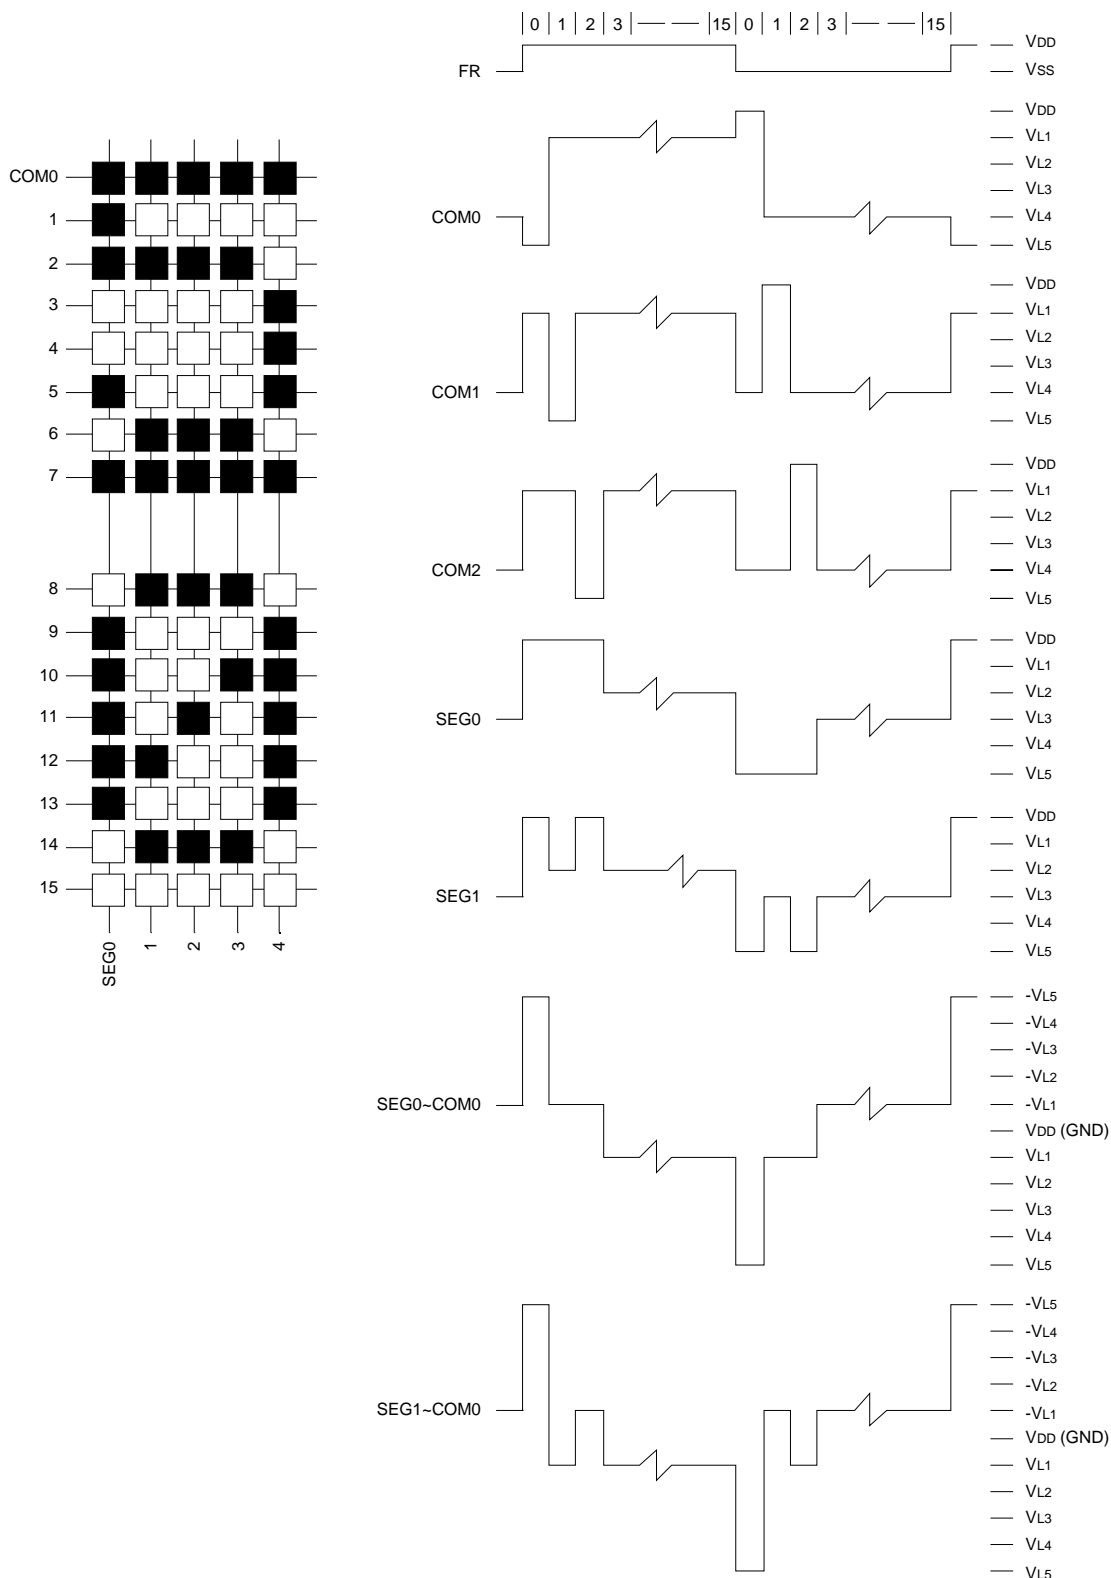 0 1 2 3 15 0 1 2 3 15
FR
VDD
VSS
COM0
1
2
3
4
5
6
7
8
9
10
11
12
13
14
15
SEG0
1
2
3
4
COM0
VDD
VL1
VL2
VL3
VL4
VL5
COM1
VDD
VL1
VL2
VL3
VL4
VL5
COM2
VDD
VL1
VL2
VL3
VL4
VL5
SEG0
VDD
VL1
VL2
VL3
VL4
VL5
SEG1
VDD
VL1
VL2
VL3
VL4
VL5
SEG0~COM0
-VL5
-VL4
-VL3
-VL2
-VL1
VDD (GND)
VL1
VL2
VL3
VL4
VL5
SEG1~COM0
-VL5
-VL4
-VL3
-VL2
-VL1
VDD (GND)
VL1
VL2
VL3
VL4
VL5